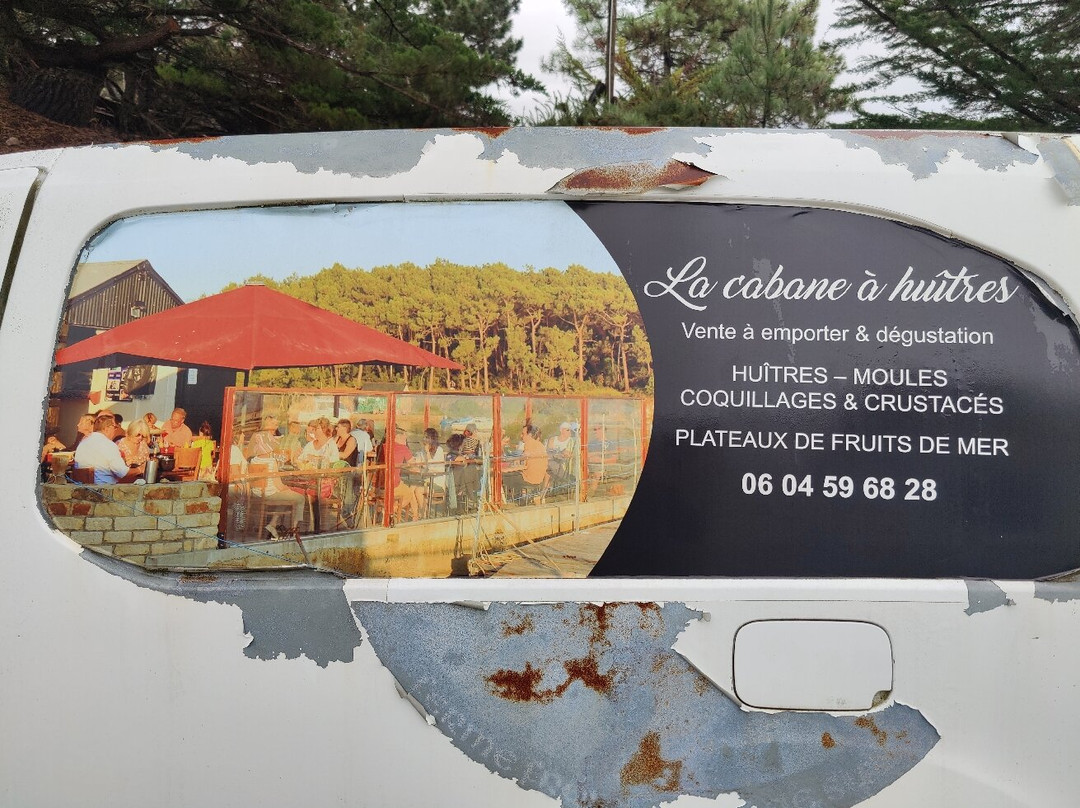 La cabane à huîtres
Vente à emporter & dégustation
HUÎTRES – MOULES
COQUILLAGES & CRUSTACÉS
PLATEAUX DE FRUITS DE MER
06 04 59 68 28